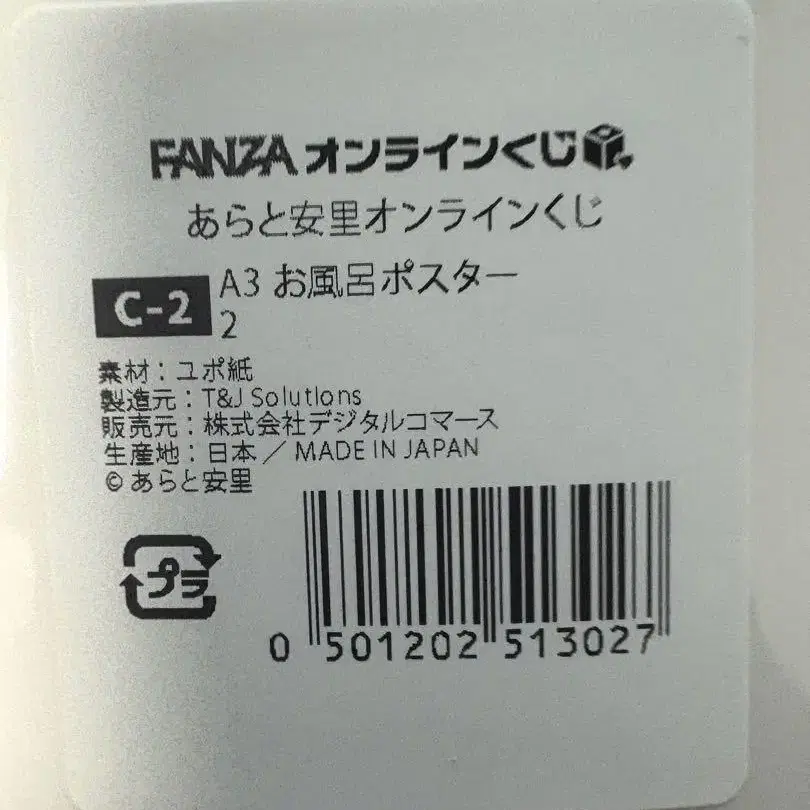 FANZA オンラインくじ
あらと安里オンラインくじ
C-2 A3 お風呂ポスター
2
素材：ユポ紙
製造元：T&J Solutions
販売元：株式会社デジタルコマース
生産地：日本／MADE IN JAPAN
©あらと安里
プラ
0 501202 513027